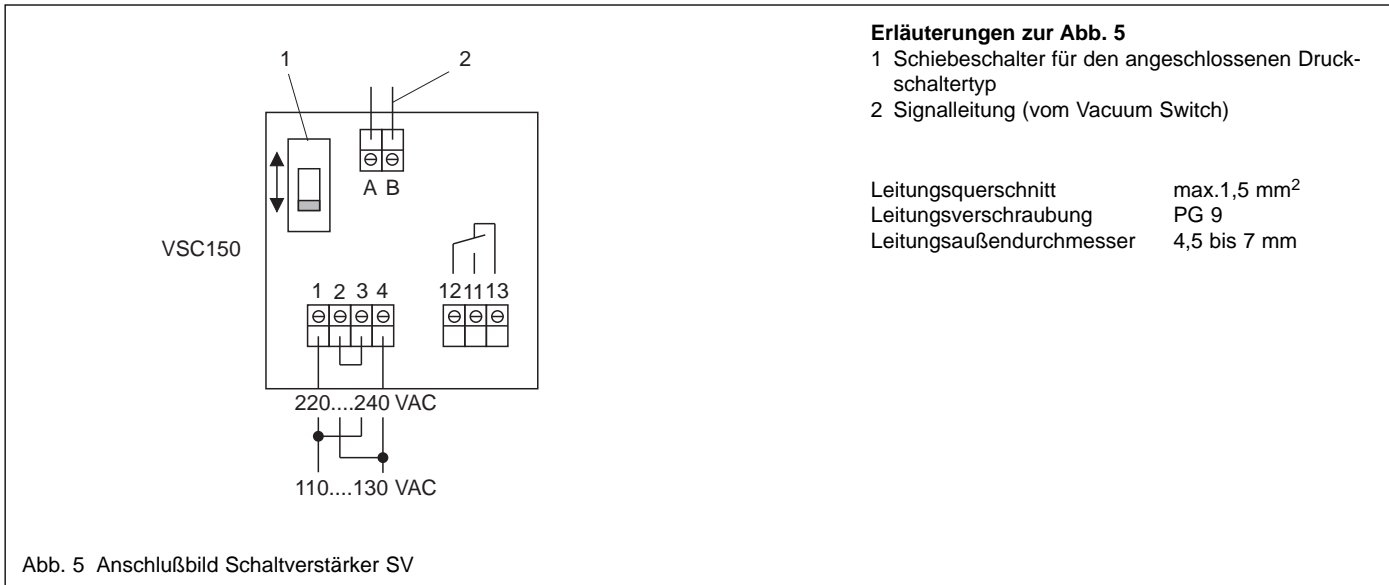 1 2
A B
VSC150
1 2 3 4
12 11 13
220....240 VAC
110....130 VAC
Abb. 5 Anschlußbild Schaltverstärker SV
Erläuterungen zur Abb. 5
1 Schiebeschalter für den angeschlossenen Druck-
schaltertyp
2 Signalleitung (vom Vacuum Switch)
Leitungsquerschnitt max.1,5 mm²
Leitungsverschraubung PG 9
Leitungsaußendurchmesser 4,5 bis 7 mm